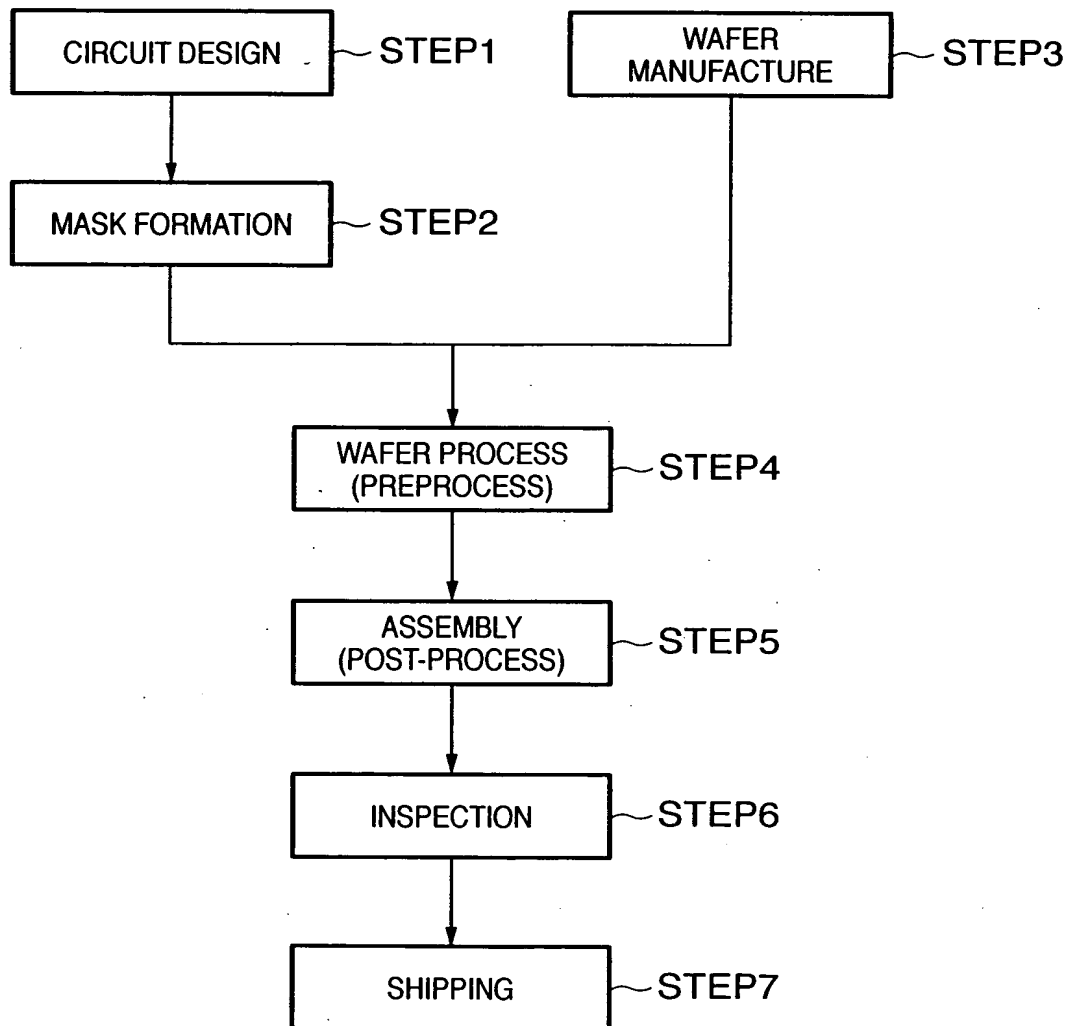 CIRCUIT DESIGN
STEP1
WAFER
MANUFACTURE
STEP3
MASK FORMATION
STEP2
WAFER PROCESS
(PREPROCESS)
STEP4
ASSEMBLY
(POST-PROCESS)
STEP5
INSPECTION
STEP6
SHIPPING
STEP7